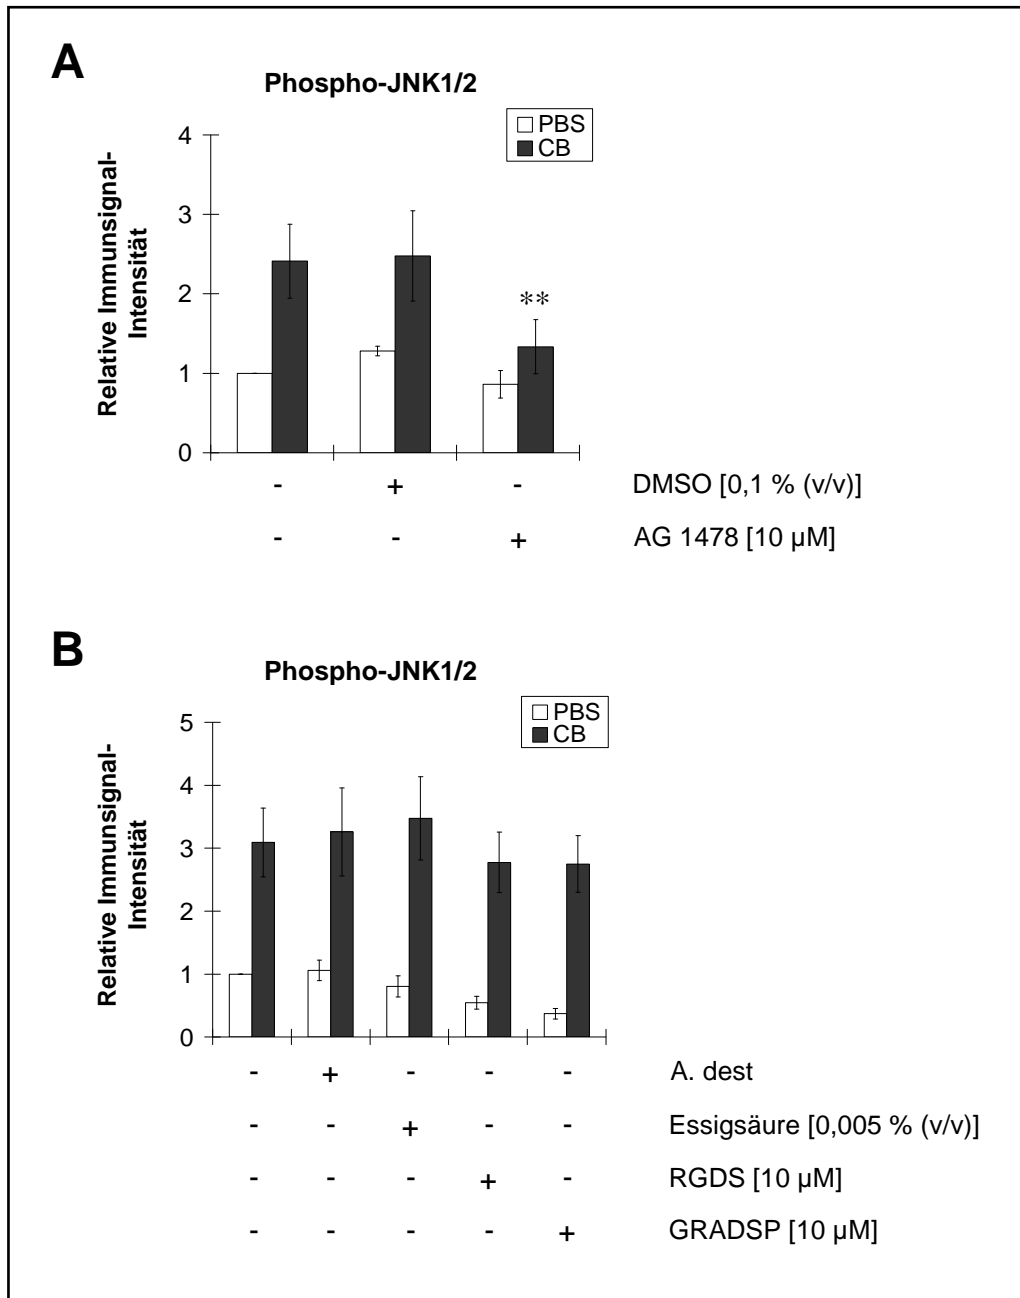 A
Phospho-JNK1/2
PBS
CB
Relative Immunsignal-
Intensität
4
3
2
1
0
**
- + - DMSO [0,1 % (v/v)]
- - + AG 1478 [10 µM]
B
Phospho-JNK1/2
PBS
CB
Relative Immunsignal-
Intensität
5
4
3
2
1
0
- + - - - A. dest
- - + - - Essigsäure [0,005 % (v/v)]
- - - + - RGDS [10 µM]
- - - - + GRADSP [10 µM]